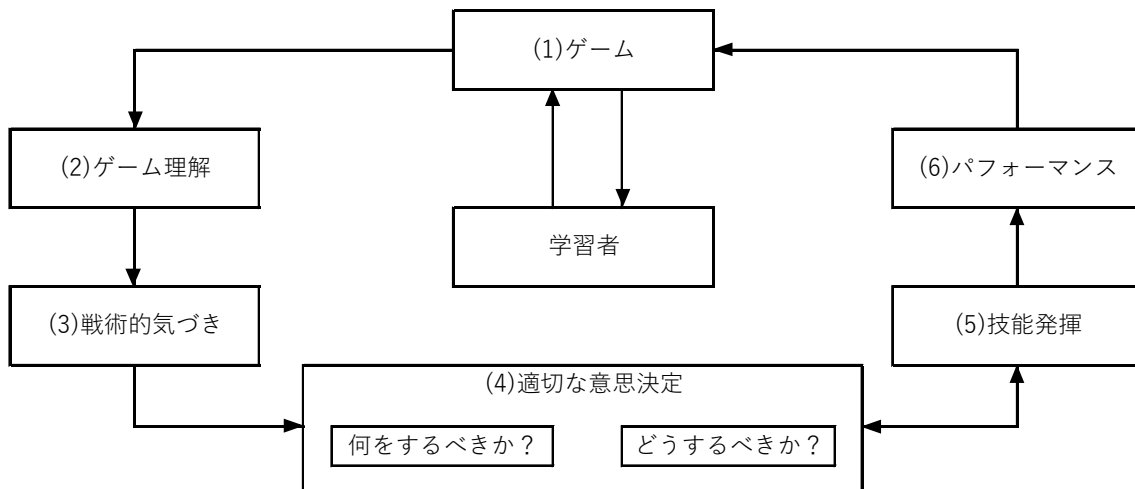 (1)ゲーム
(2)ゲーム理解
(6)パフォーマンス
学習者
(3)戦術的気づき
(5)技能発揮
(4)適切な意思決定
何をするべきか？
どうするべきか？